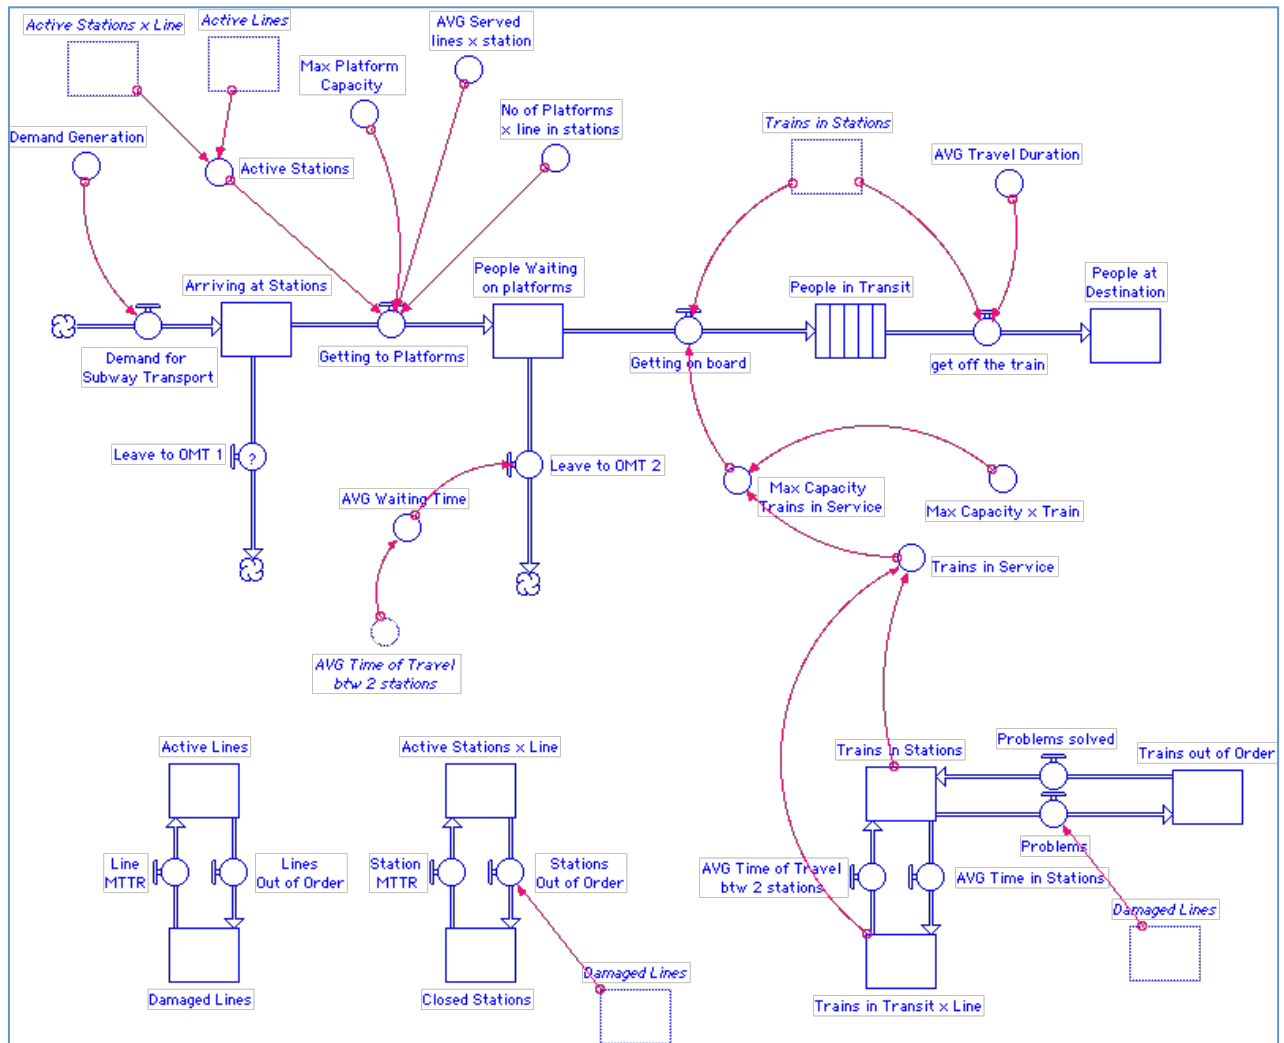 Active Stations x Line
Active Lines
AVG Served
lines x station
Max Platform
Capacity
No of Platforms
x line in stations
Demand Generation
Active Stations
Trains in Stations
AVG Travel Duration
Arriving at Stations
People Waiting
on platforms
People in Transit
People at
Destination
Demand for
Subway Transport
Getting to Platforms
Getting on board
get off the train
Leave to OMT 1
?
Leave to OMT 2
AVG Waiting Time
Max Capacity
Trains in Service
Max Capacity x Train
Trains in Service
AVG Time of Travel
btw 2 stations
Active Lines
Active Stations x Line
Trains in Stations
Problems solved
Trains out of Order
Line
MTTR
Lines
Out of Order
Station
MTTR
Stations
Out of Order
AVG Time of Travel
btw 2 stations
Problems
AVG Time in Stations
Damaged Lines
Damaged Lines
Damaged Lines
Closed Stations
Trains in Transit x Line